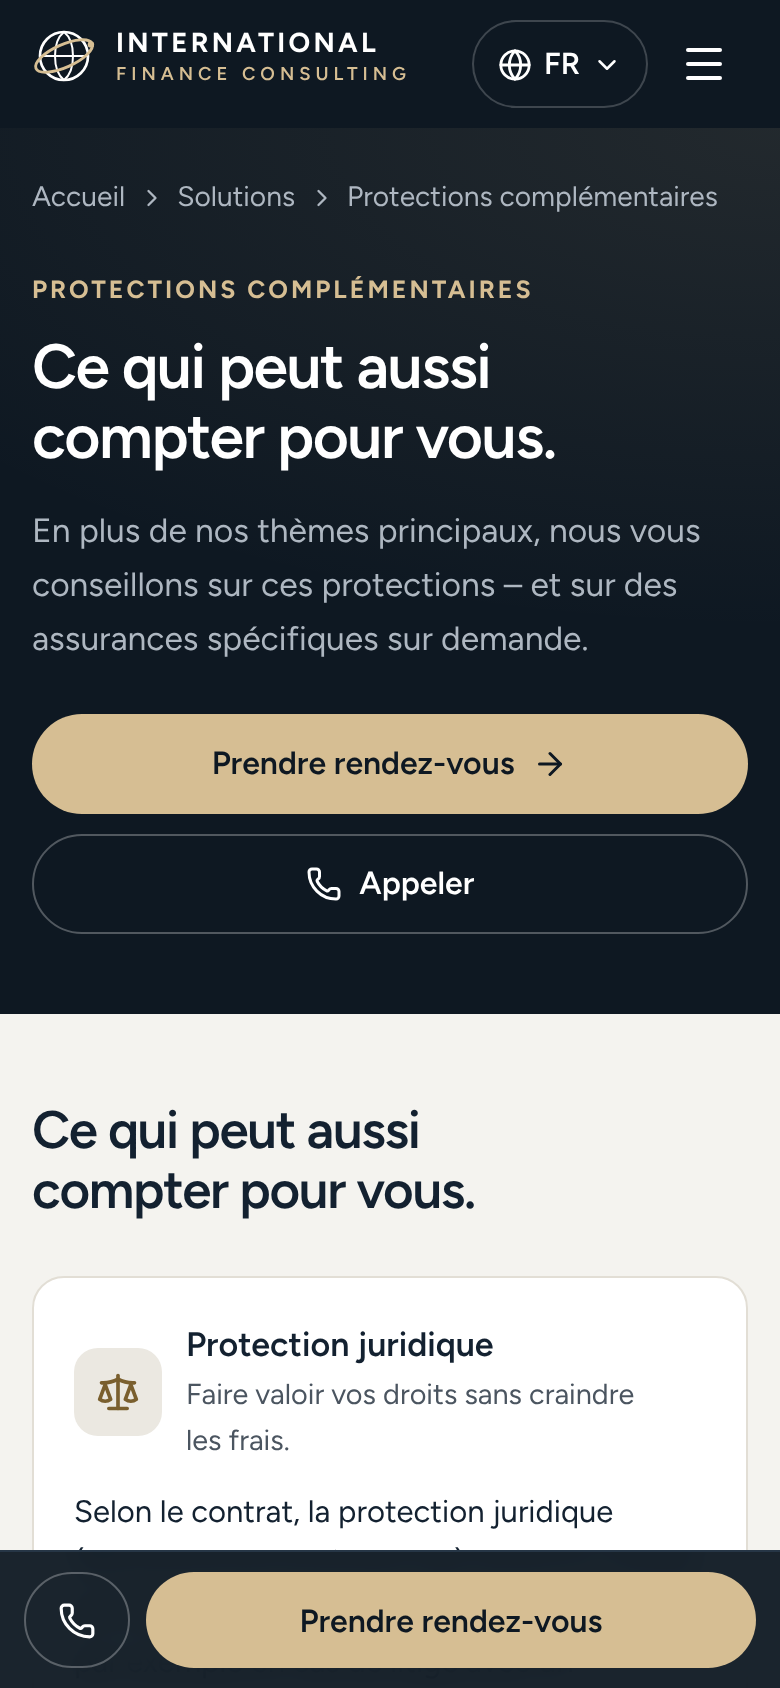 INTERNATIONAL
FINANCE CONSULTING
FR
Accueil > Solutions > Protections complémentaires
PROTECTIONS COMPLÉMENTAIRES
Ce qui peut aussi
compter pour vous.
En plus de nos thèmes principaux, nous vous
conseillons sur ces protections – et sur des
assurances spécifiques sur demande.
Prendre rendez-vous →
Appeler
Ce qui peut aussi
compter pour vous.
Protection juridique
Faire valoir vos droits sans craindre
les frais.
Selon le contrat, la protection juridique
Prendre rendez-vous